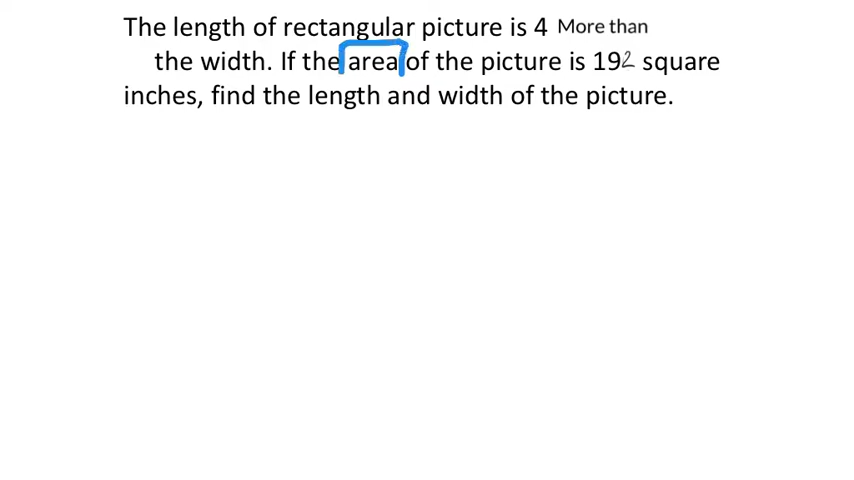 The length of rectangular picture is 4 More than
the width. If the area of the picture is 192 square
inches, find the length and width of the picture.